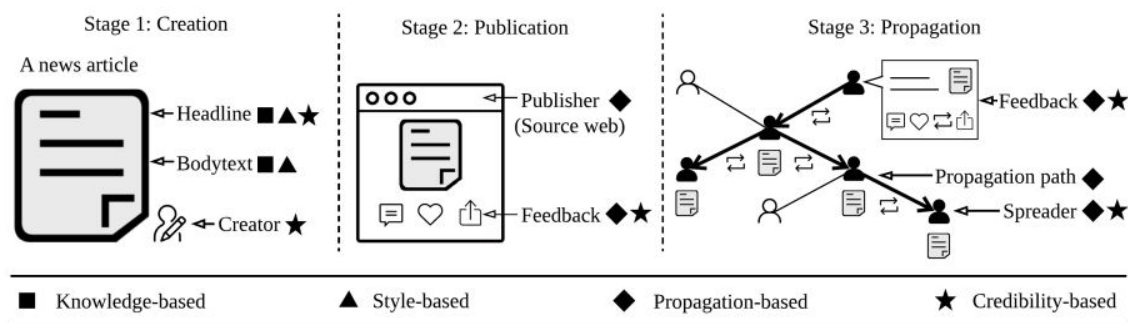 Stage 1: Creation
A news article
Headline
Bodytext
Creator
Stage 2: Publication
Publisher
(Source web)
Feedback
Stage 3: Propagation
Feedback
Propagation path
Spreader
Knowledge-based
Style-based
Propagation-based
Credibility-based